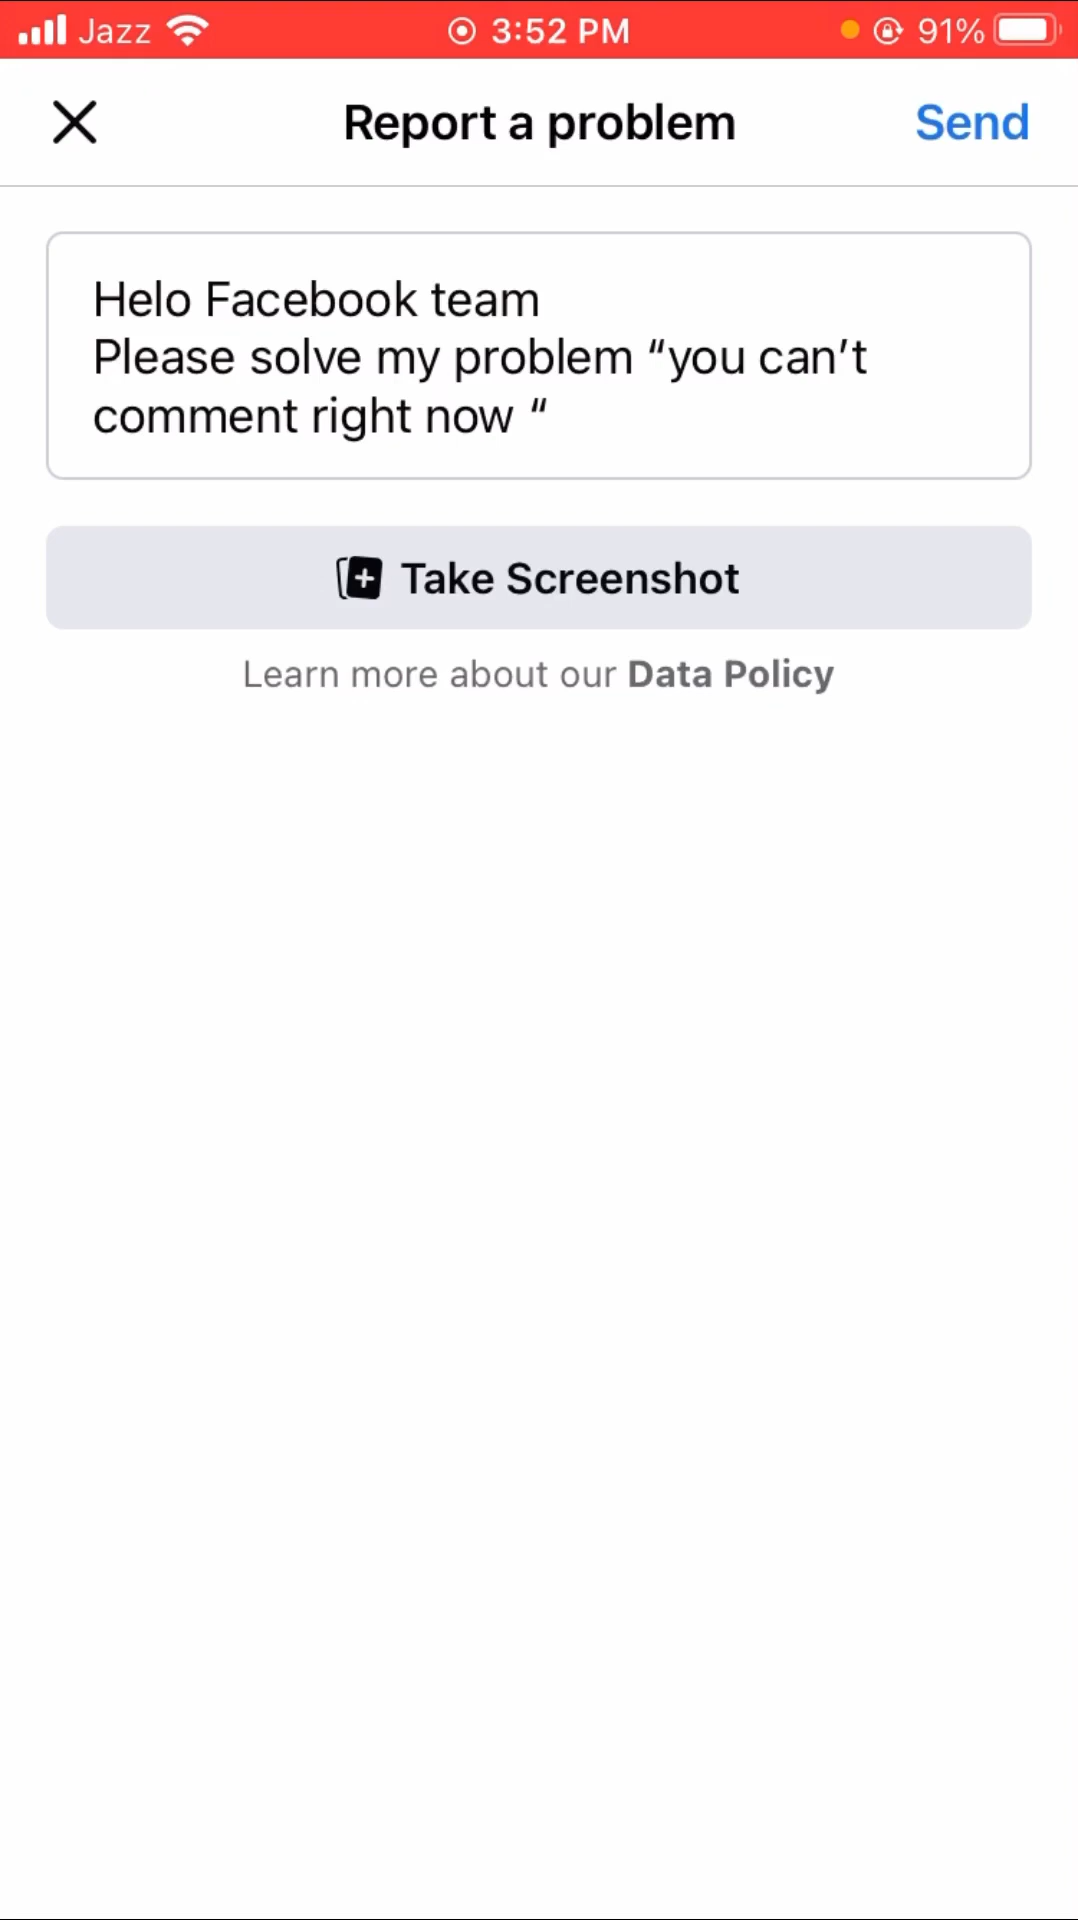 Jazz 3:52 PM 91%
Report a problem Send
Helo Facebook team
Please solve my problem “you can’t
comment right now “
Take Screenshot
Learn more about our Data Policy